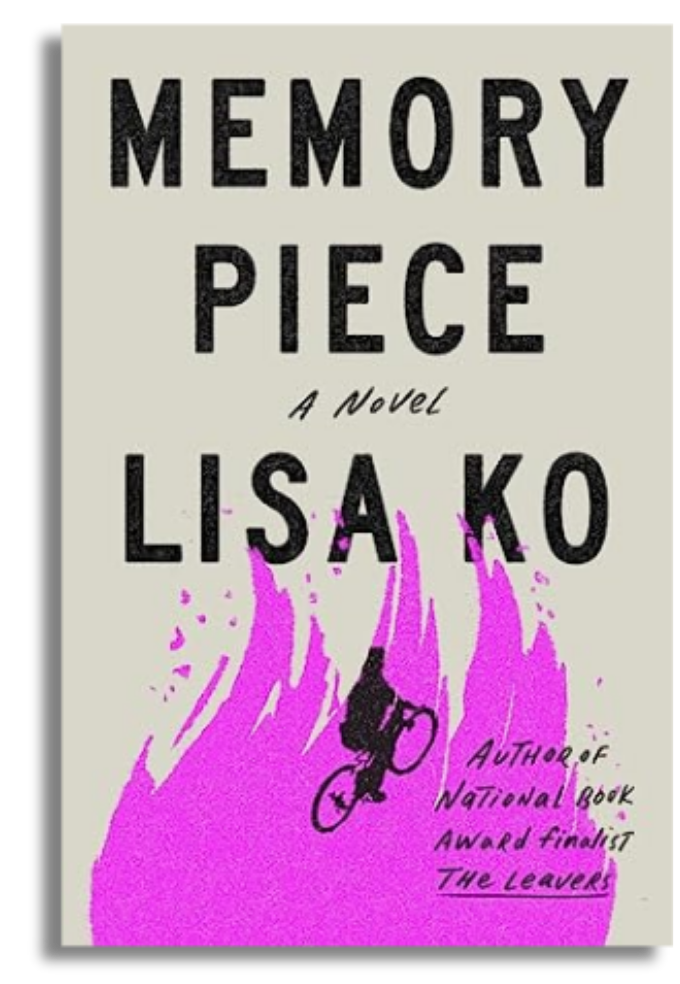 MEMORY
PIECE
A Novel
LISA KO
AUTHOR OF
National Book
Award finalist
THE Leavers